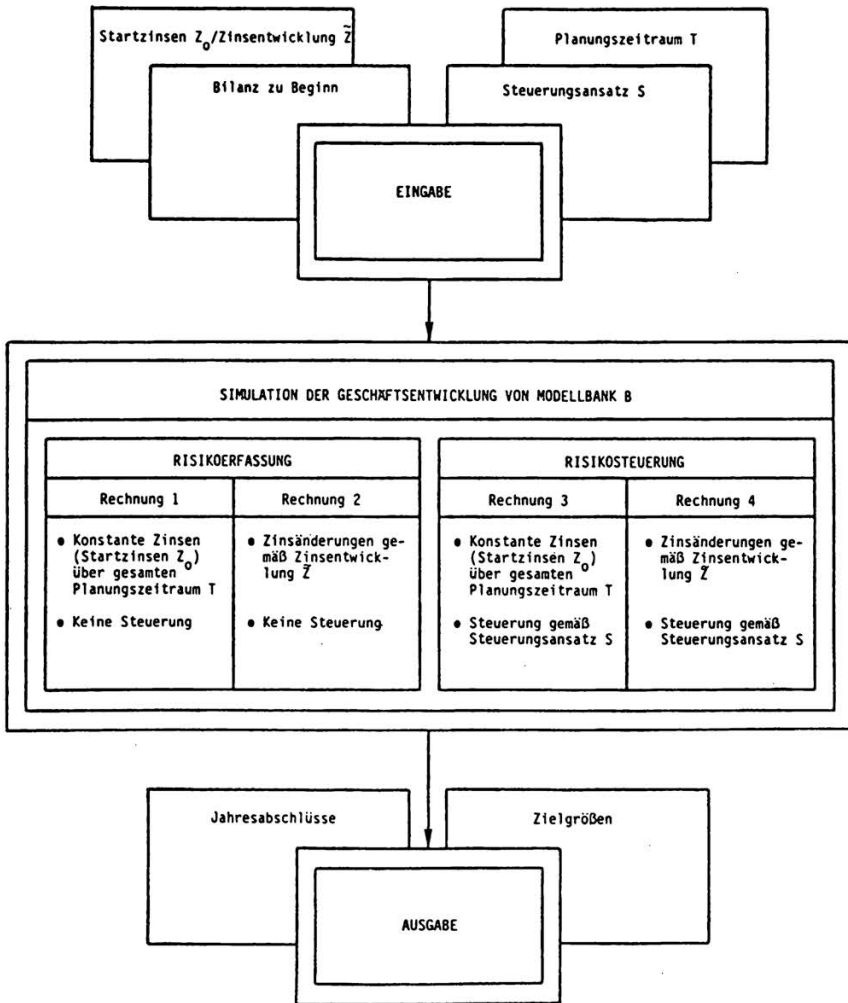 Startzinsen Z₀/Zinsentwicklung Z̃
Planungszeitraum T
Bilanz zu Beginn
Steuerungsansatz S
EINGABE
SIMULATION DER GESCHÄFTSENTWICKLUNG VON MODELLBANK B
RISIKOERFASSUNG
RISIKOSTEUERUNG
Rechnung 1
Rechnung 2
Rechnung 3
Rechnung 4
• Konstante Zinsen
(Startzinsen Z₀)
über gesamten
Planungszeitraum T
• Keine Steuerung
• Zinsänderungen ge-
mäß Zinsentwick-
lung Z̃
• Keine Steuerung
• Konstante Zinsen
(Startzinsen Z₀)
über gesamten
Planungszeitraum T
• Steuerung gemäß
Steuerungsansatz S
• Zinsänderungen ge-
mäß Zinsentwick-
lung Z̃
• Steuerung gemäß
Steuerungsansatz S
Jahresabschlüsse
Zielgrößen
AUSGABE